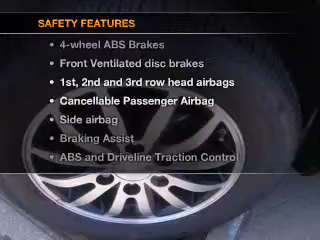 SAFETY FEATURES
• 4-wheel ABS Brakes
• Front Ventilated disc brakes
• 1st, 2nd and 3rd row head airbags
• Cancellable Passenger Airbag
• Side airbag
• Braking Assist
• ABS and Driveline Traction Control